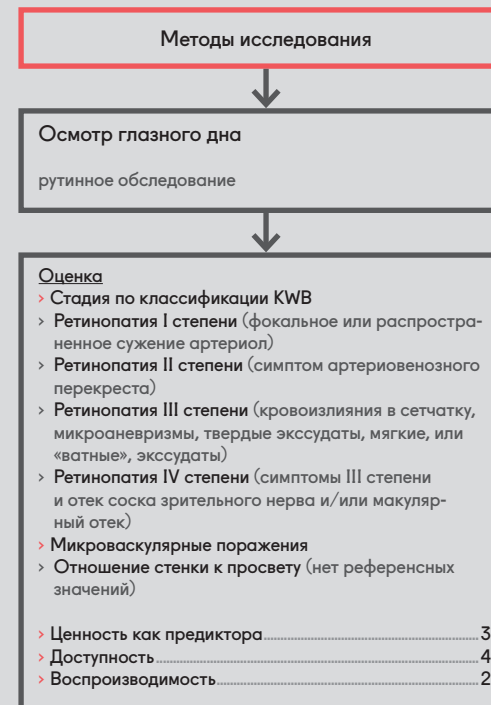 Методы исследования
Осмотр глазного дна
рутинное обследование
Оценка
› Стадия по классификации KWB
› Ретинопатия I степени (фокальное или распростра-
ненное сужение артериол)
› Ретинопатия II степени (симптом артериовенозного
перекреста)
› Ретинопатия III степени (кровоизлияния в сетчатку,
микроаневризмы, твердые экссудаты, мягкие, или
«ватные», экссудаты)
› Ретинопатия IV степени (симптомы III степени
и отек соска зрительного нерва и/или макуляр-
ный отек)
› Микроваскулярные поражения
› Отношение стенки к просвету (нет референсных
значений)
› Ценность как предиктора 3
› Доступность 4
› Воспроизводимость 2